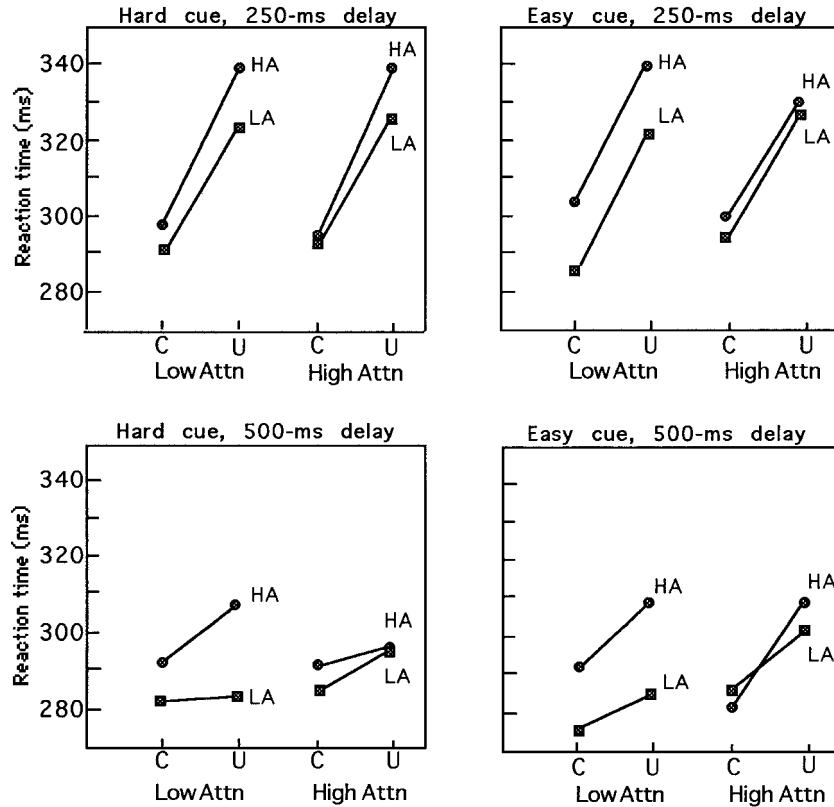 Hard cue, 250-ms delay
Reaction time (ms)
340
320
300
280
HA
LA
HA
LA
C U C U
Low Attn High Attn
Easy cue, 250-ms delay
HA
LA
HA
LA
C U C U
Low Attn High Attn
Hard cue, 500-ms delay
Reaction time (ms)
340
320
300
280
HA
LA
HA
LA
C U C U
Low Attn High Attn
Easy cue, 500-ms delay
HA
LA
HA
LA
C U C U
Low Attn High Attn